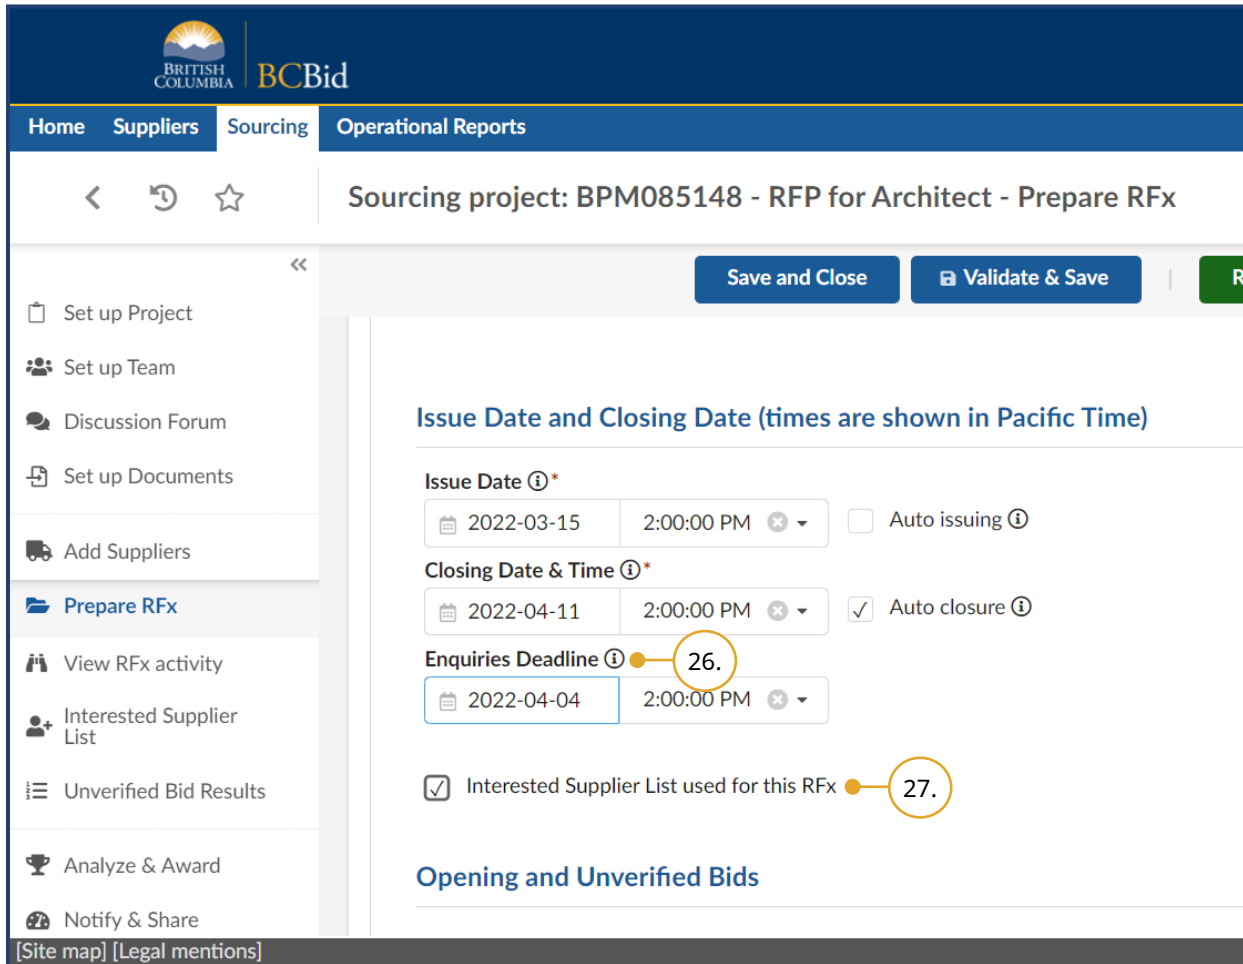 BRITISH
COLUMBIA
BCBid
Home Suppliers Sourcing Operational Reports
Sourcing project: BPM085148 - RFP for Architect - Prepare RFx
Save and Close Validate & Save R
Set up Project
Set up Team
Discussion Forum
Set up Documents
Add Suppliers
Prepare RFx
View RFx activity
Interested Supplier
List
Unverified Bid Results
Analyze & Award
Notify & Share
Issue Date and Closing Date (times are shown in Pacific Time)
Issue Date *
2022-03-15 2:00:00 PM Auto issuing
Closing Date & Time *
2022-04-11 2:00:00 PM Auto closure
Enquiries Deadline 26.
2022-04-04 2:00:00 PM
Interested Supplier List used for this RFx 27.
Opening and Unverified Bids
[Site map] [Legal mentions]